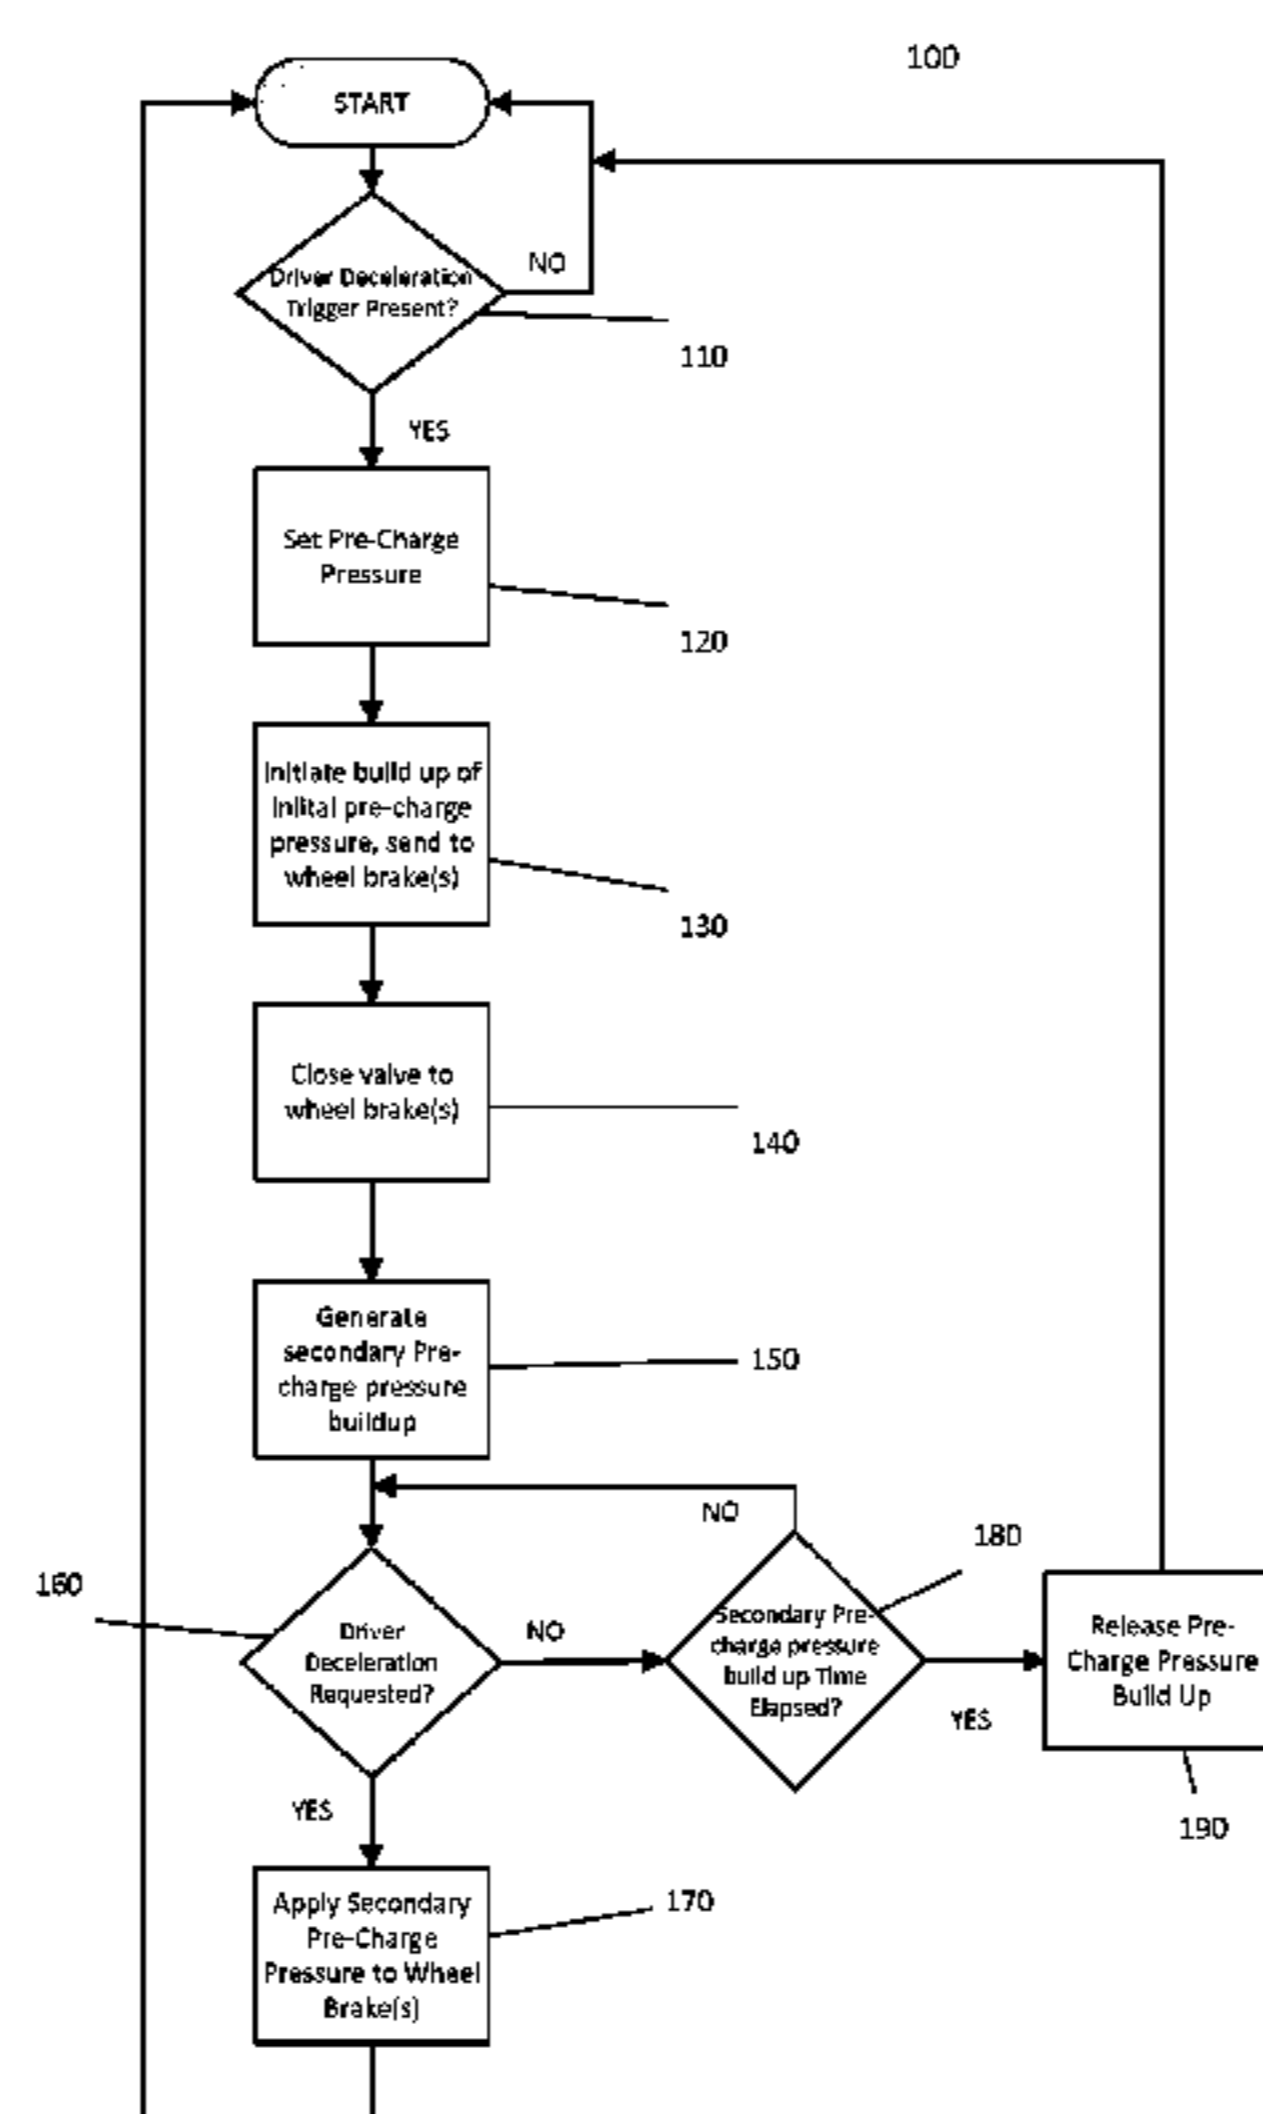 100
START
Driver Deceleration
Trigger Present?
NO
110
YES
Set Pre-Charge
Pressure
120
Initiate build up of
Inlital pre-charge
pressure, send to
wheel brake(s)
130
Close valve to
wheel brake(s)
140
Generate
secondary Pre-
charge pressure
buildup
150
NO
180
160
Driver
Deceleration
Requested?
NO
Secondary Pre-
charge pressure
build up Time
Elapsed?
YES
Release Pre-
Charge Pressure
Build Up
190
YES
Apply Secondary
Pre-Charge
Pressure to Wheel
Brake(s)
170